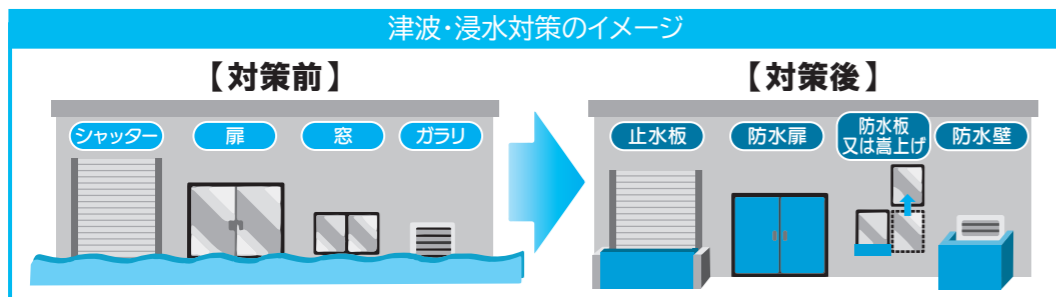 津波・浸水対策のイメージ
【対策前】
【対策後】
シャッター
扉
窓
ガラリ
止水板
防水扉
防水板
又は嵩上げ
防水壁